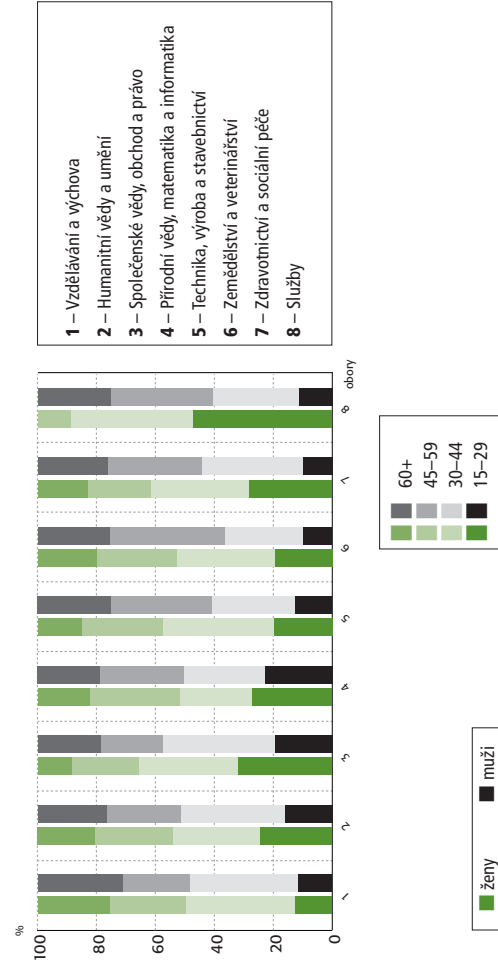 %
100
80
60
40
20
0
1
2
3
4
5
6
7
8
obory
1 – Vzdělávání a výchova
2 – Humanitní vědy a umění
3 – Společenské vědy, obchod a právo
4 – Přírodní vědy, matematika a informatika
5 – Technika, výroba a stavebnictví
6 – Zemědělství a veterinářství
7 – Zdravotnictví a sociální péče
8 – Služby
ženy
muži
60+
45–59
30–44
15–29